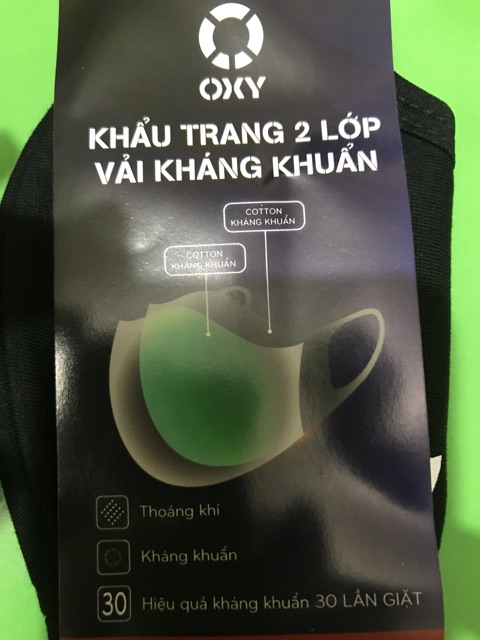 OXY
KHẨU TRANG 2 LỚP
VẢI KHÁNG KHUẨN
COTTON
KHÁNG KHUẨN
COTTON
KHÁNG KHUẨN
Thoáng khí
Kháng khuẩn
30 Hiệu quả kháng khuẩn 30 LẦN GIẶT